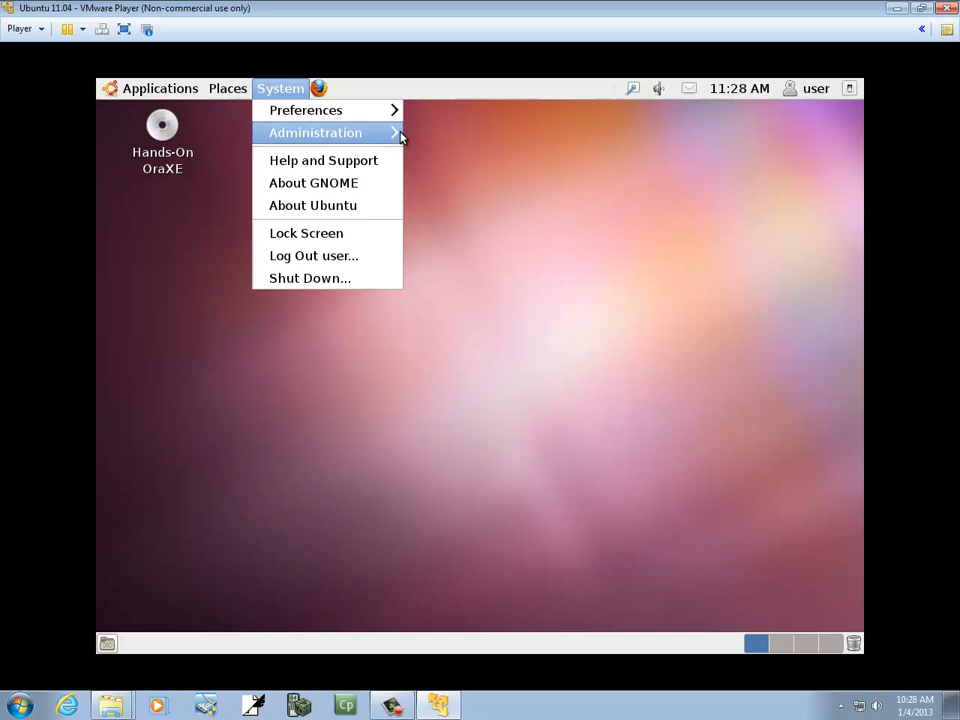 Ubuntu 11.04 - VMware Player (Non-commercial use only)
Player
Applications Places System 11:28 AM user
Preferences
Administration
Hands-On
OraXE
Help and Support
About GNOME
About Ubuntu
Lock Screen
Log Out user...
Shut Down...
Cp
10:28 AM
1/4/2013